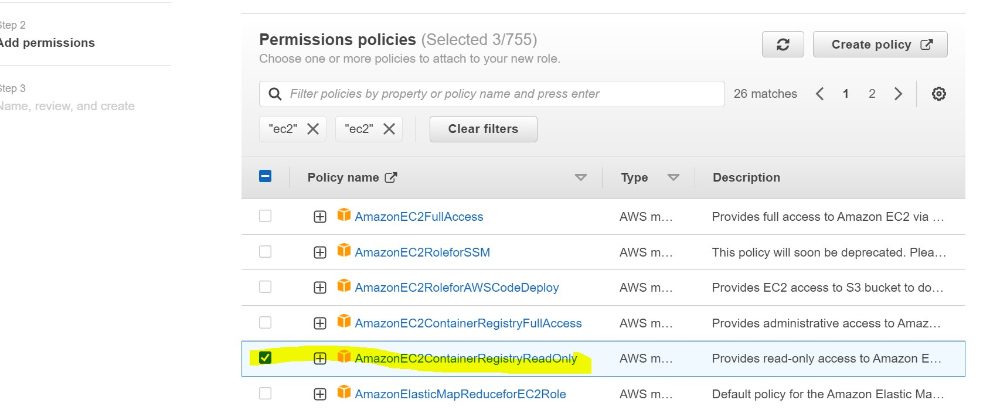 Step 2
Add permissions
Step 3
Name, review, and create
Permissions policies (Selected 3/755)
Choose one or more policies to attach to your new role.
Create policy
Filter policies by property or policy name and press enter
26 matches
1 2
"ec2" "ec2" Clear filters
Policy name Type Description
AmazonEC2FullAccess AWS m... Provides full access to Amazon EC2 via ...
AmazonEC2RoleforSSM AWS m... This policy will soon be deprecated. Plea...
AmazonEC2RoleforAWSCodeDeploy AWS m... Provides EC2 access to S3 bucket to do...
AmazonEC2ContainerRegistryFullAccess AWS m... Provides administrative access to Amaz...
AmazonEC2ContainerRegistryReadOnly AWS m... Provides read-only access to Amazon E...
AmazonElasticMapReduceforEC2Role AWS m... Default policy for the Amazon Elastic Ma...